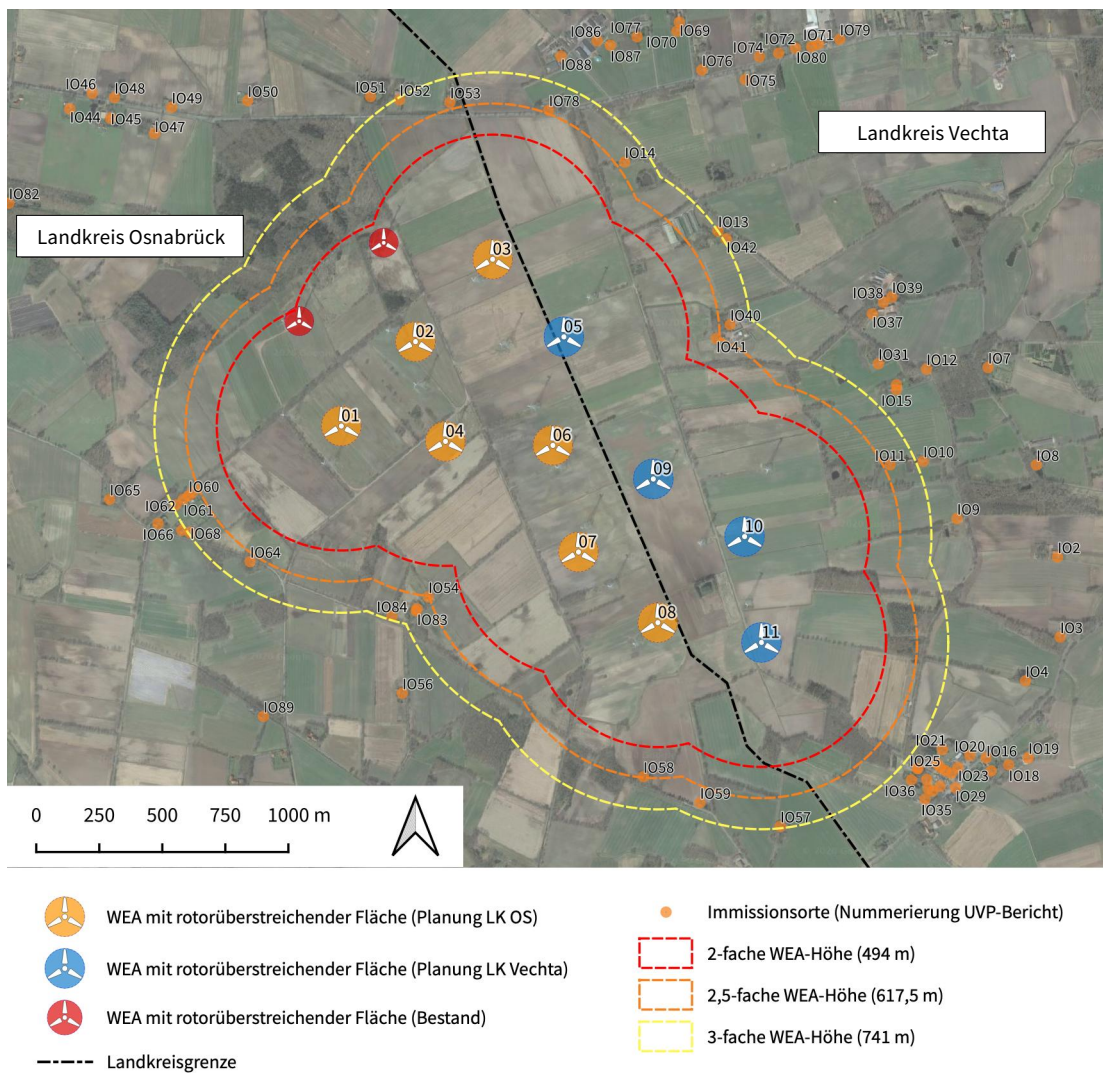 IO86
IO77
IO69
IO70
IO87
IO88
IO76
IO74
IO72
IO71
IO79
IO80
IO75
IO46
IO48
IO49
IO44
IO45
IO47
IO50
IO51
IO52
IO53
IO78
Landkreis Vechta
IO14
IO82
Landkreis Osnabrück
IO13
IO42
03
02
05
IO38
IO39
IO37
IO40
IO41
IO31
IO12
IO7
IO15
01
04
06
09
IO11
IO10
IO8
IO65
IO60
IO62
IO61
IO66
IO68
IO64
IO9
10
07
IO2
IO54
IO84
IO83
08
11
IO3
IO56
IO4
IO89
IO58
IO59
IO57
IO21
IO20
IO16
IO19
IO25
IO23
IO18
IO36
IO29
IO35
0 250 500 1000 m
WEA mit rotorüberstreichender Fläche (Planung LK OS)
WEA mit rotorüberstreichender Fläche (Planung LK Vechta)
WEA mit rotorüberstreichender Fläche (Bestand)
Landkreisgrenze
Immissionsorte (Nummerierung UVP-Bericht)
2-fache WEA-Höhe (494 m)
2,5-fache WEA-Höhe (617,5 m)
3-fache WEA-Höhe (741 m)